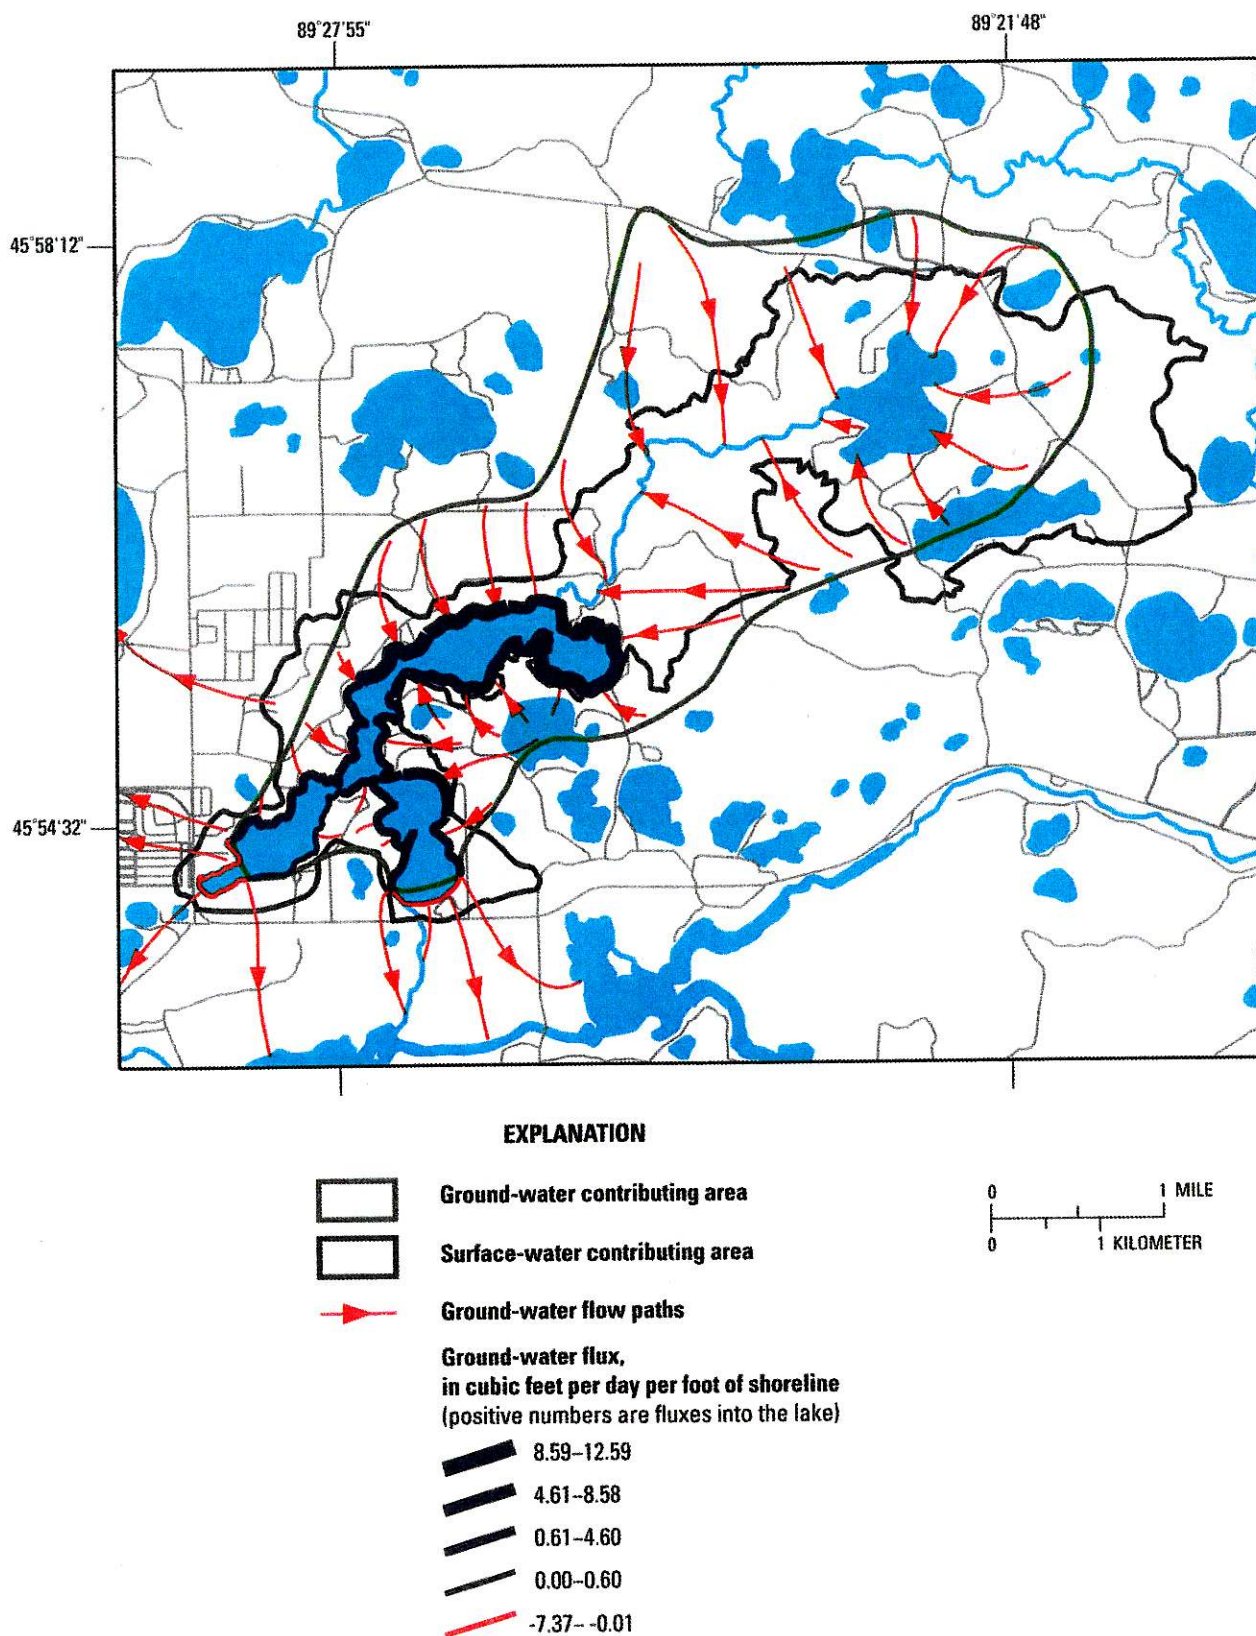 89°27'55"
89°21'48"
45°58'12"
45°54'32"
EXPLANATION
Ground-water contributing area
Surface-water contributing area
Ground-water flow paths
Ground-water flux,
in cubic feet per day per foot of shoreline
(positive numbers are fluxes into the lake)
8.59–12.59
4.61–8.58
0.61–4.60
0.00–0.60
-7.37– -0.01
0 1 MILE
0 1 KILOMETER